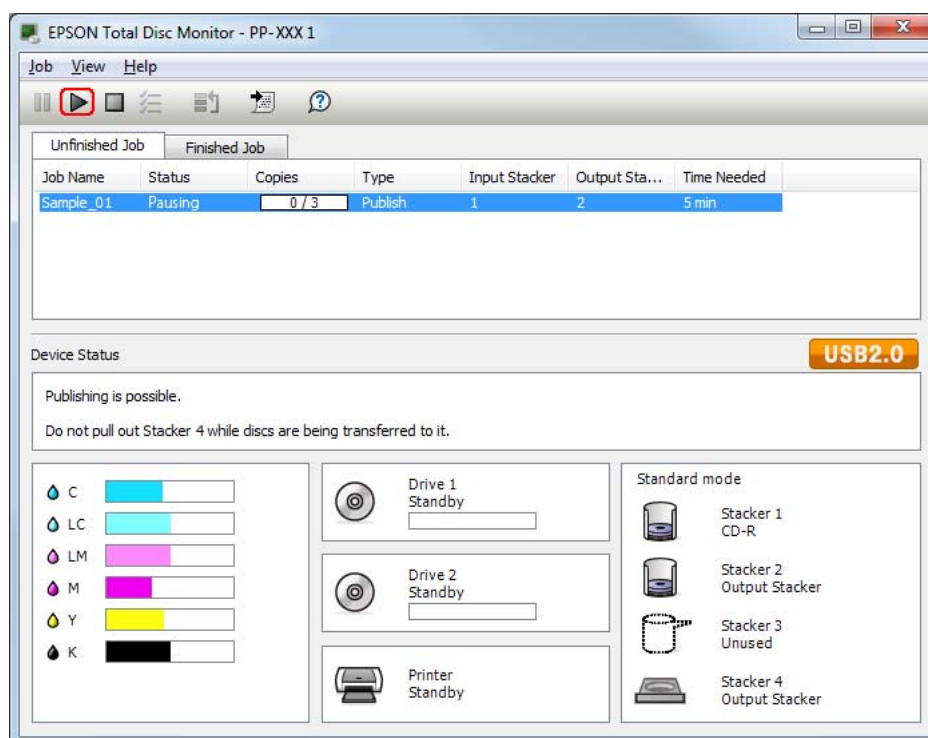 EPSON Total Disc Monitor - PP-XXX 1
Job View Help
Unfinished Job Finished Job
Job Name Status Copies Type Input Stacker Output Sta... Time Needed
Sample_01 Pausing 0 / 3 Publish 1 2 5 min
Device Status
USB2.0
Publishing is possible.
Do not pull out Stacker 4 while discs are being transferred to it.
C
LC
LM
M
Y
K
Drive 1
Standby
Drive 2
Standby
Printer
Standby
Standard mode
Stacker 1
CD-R
Stacker 2
Output Stacker
Stacker 3
Unused
Stacker 4
Output Stacker